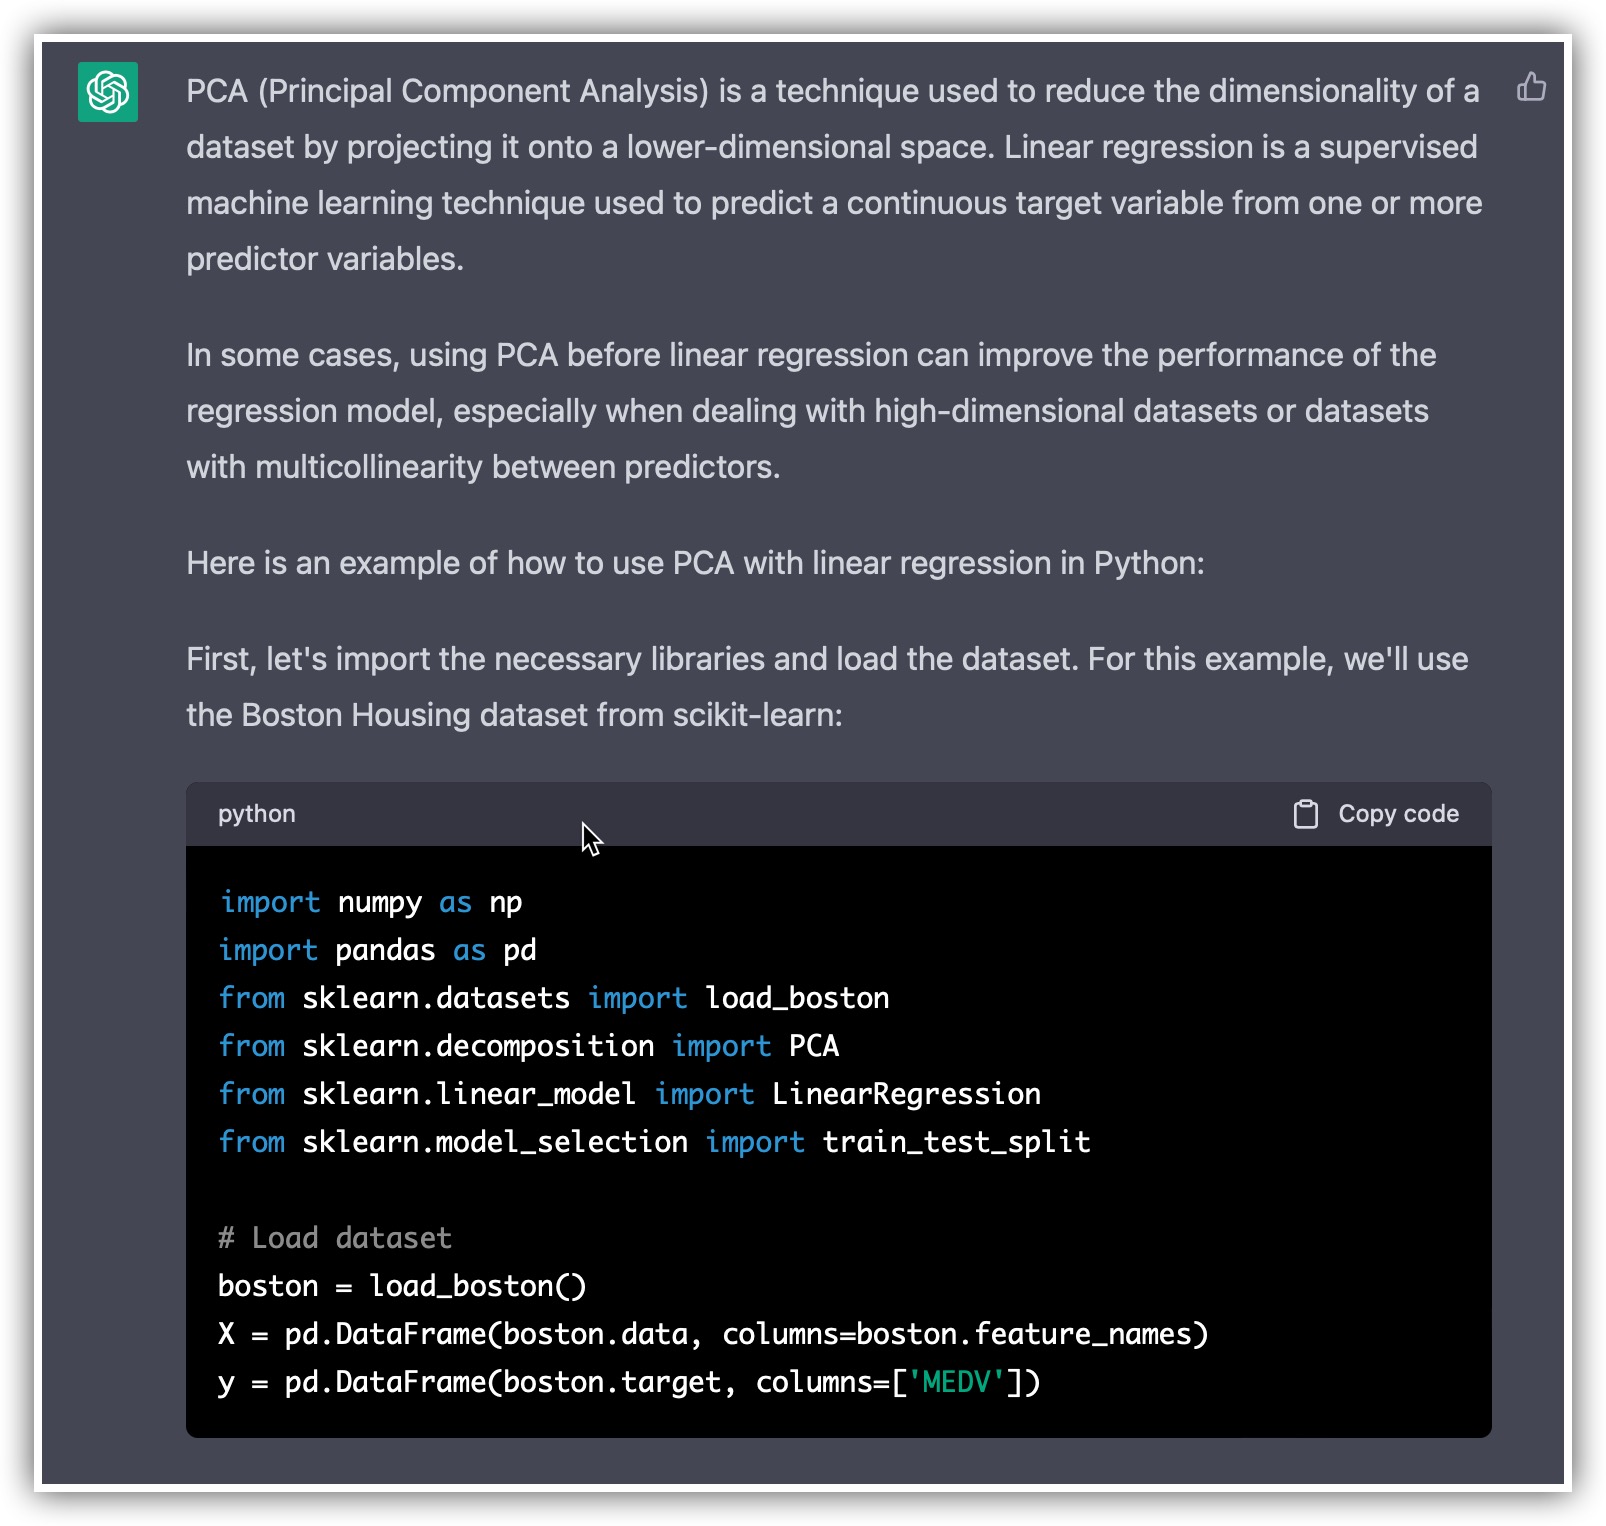 PCA (Principal Component Analysis) is a technique used to reduce the dimensionality of a
dataset by projecting it onto a lower-dimensional space. Linear regression is a supervised
machine learning technique used to predict a continuous target variable from one or more
predictor variables.
In some cases, using PCA before linear regression can improve the performance of the
regression model, especially when dealing with high-dimensional datasets or datasets
with multicollinearity between predictors.
Here is an example of how to use PCA with linear regression in Python:
First, let's import the necessary libraries and load the dataset. For this example, we'll use
the Boston Housing dataset from scikit-learn:
python
Copy code
import numpy as np
import pandas as pd
from sklearn.datasets import load_boston
from sklearn.decomposition import PCA
from sklearn.linear_model import LinearRegression
from sklearn.model_selection import train_test_split
# Load dataset
boston = load_boston()
X = pd.DataFrame(boston.data, columns=boston.feature_names)
y = pd.DataFrame(boston.target, columns=['MEDV'])